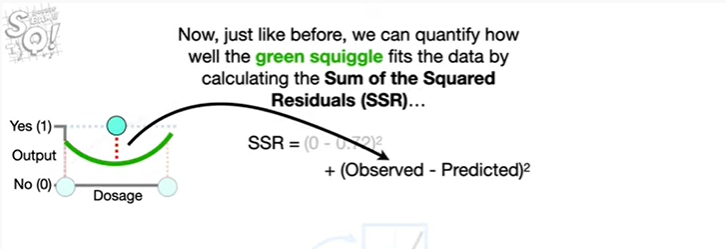 Now, just like before, we can quantify how
well the green squiggle fits the data by
calculating the Sum of the Squared
Residuals (SSR)...
Yes (1)
Output
No (0)
Dosage
SSR = (0 - 0.72)²
+ (Observed - Predicted)²